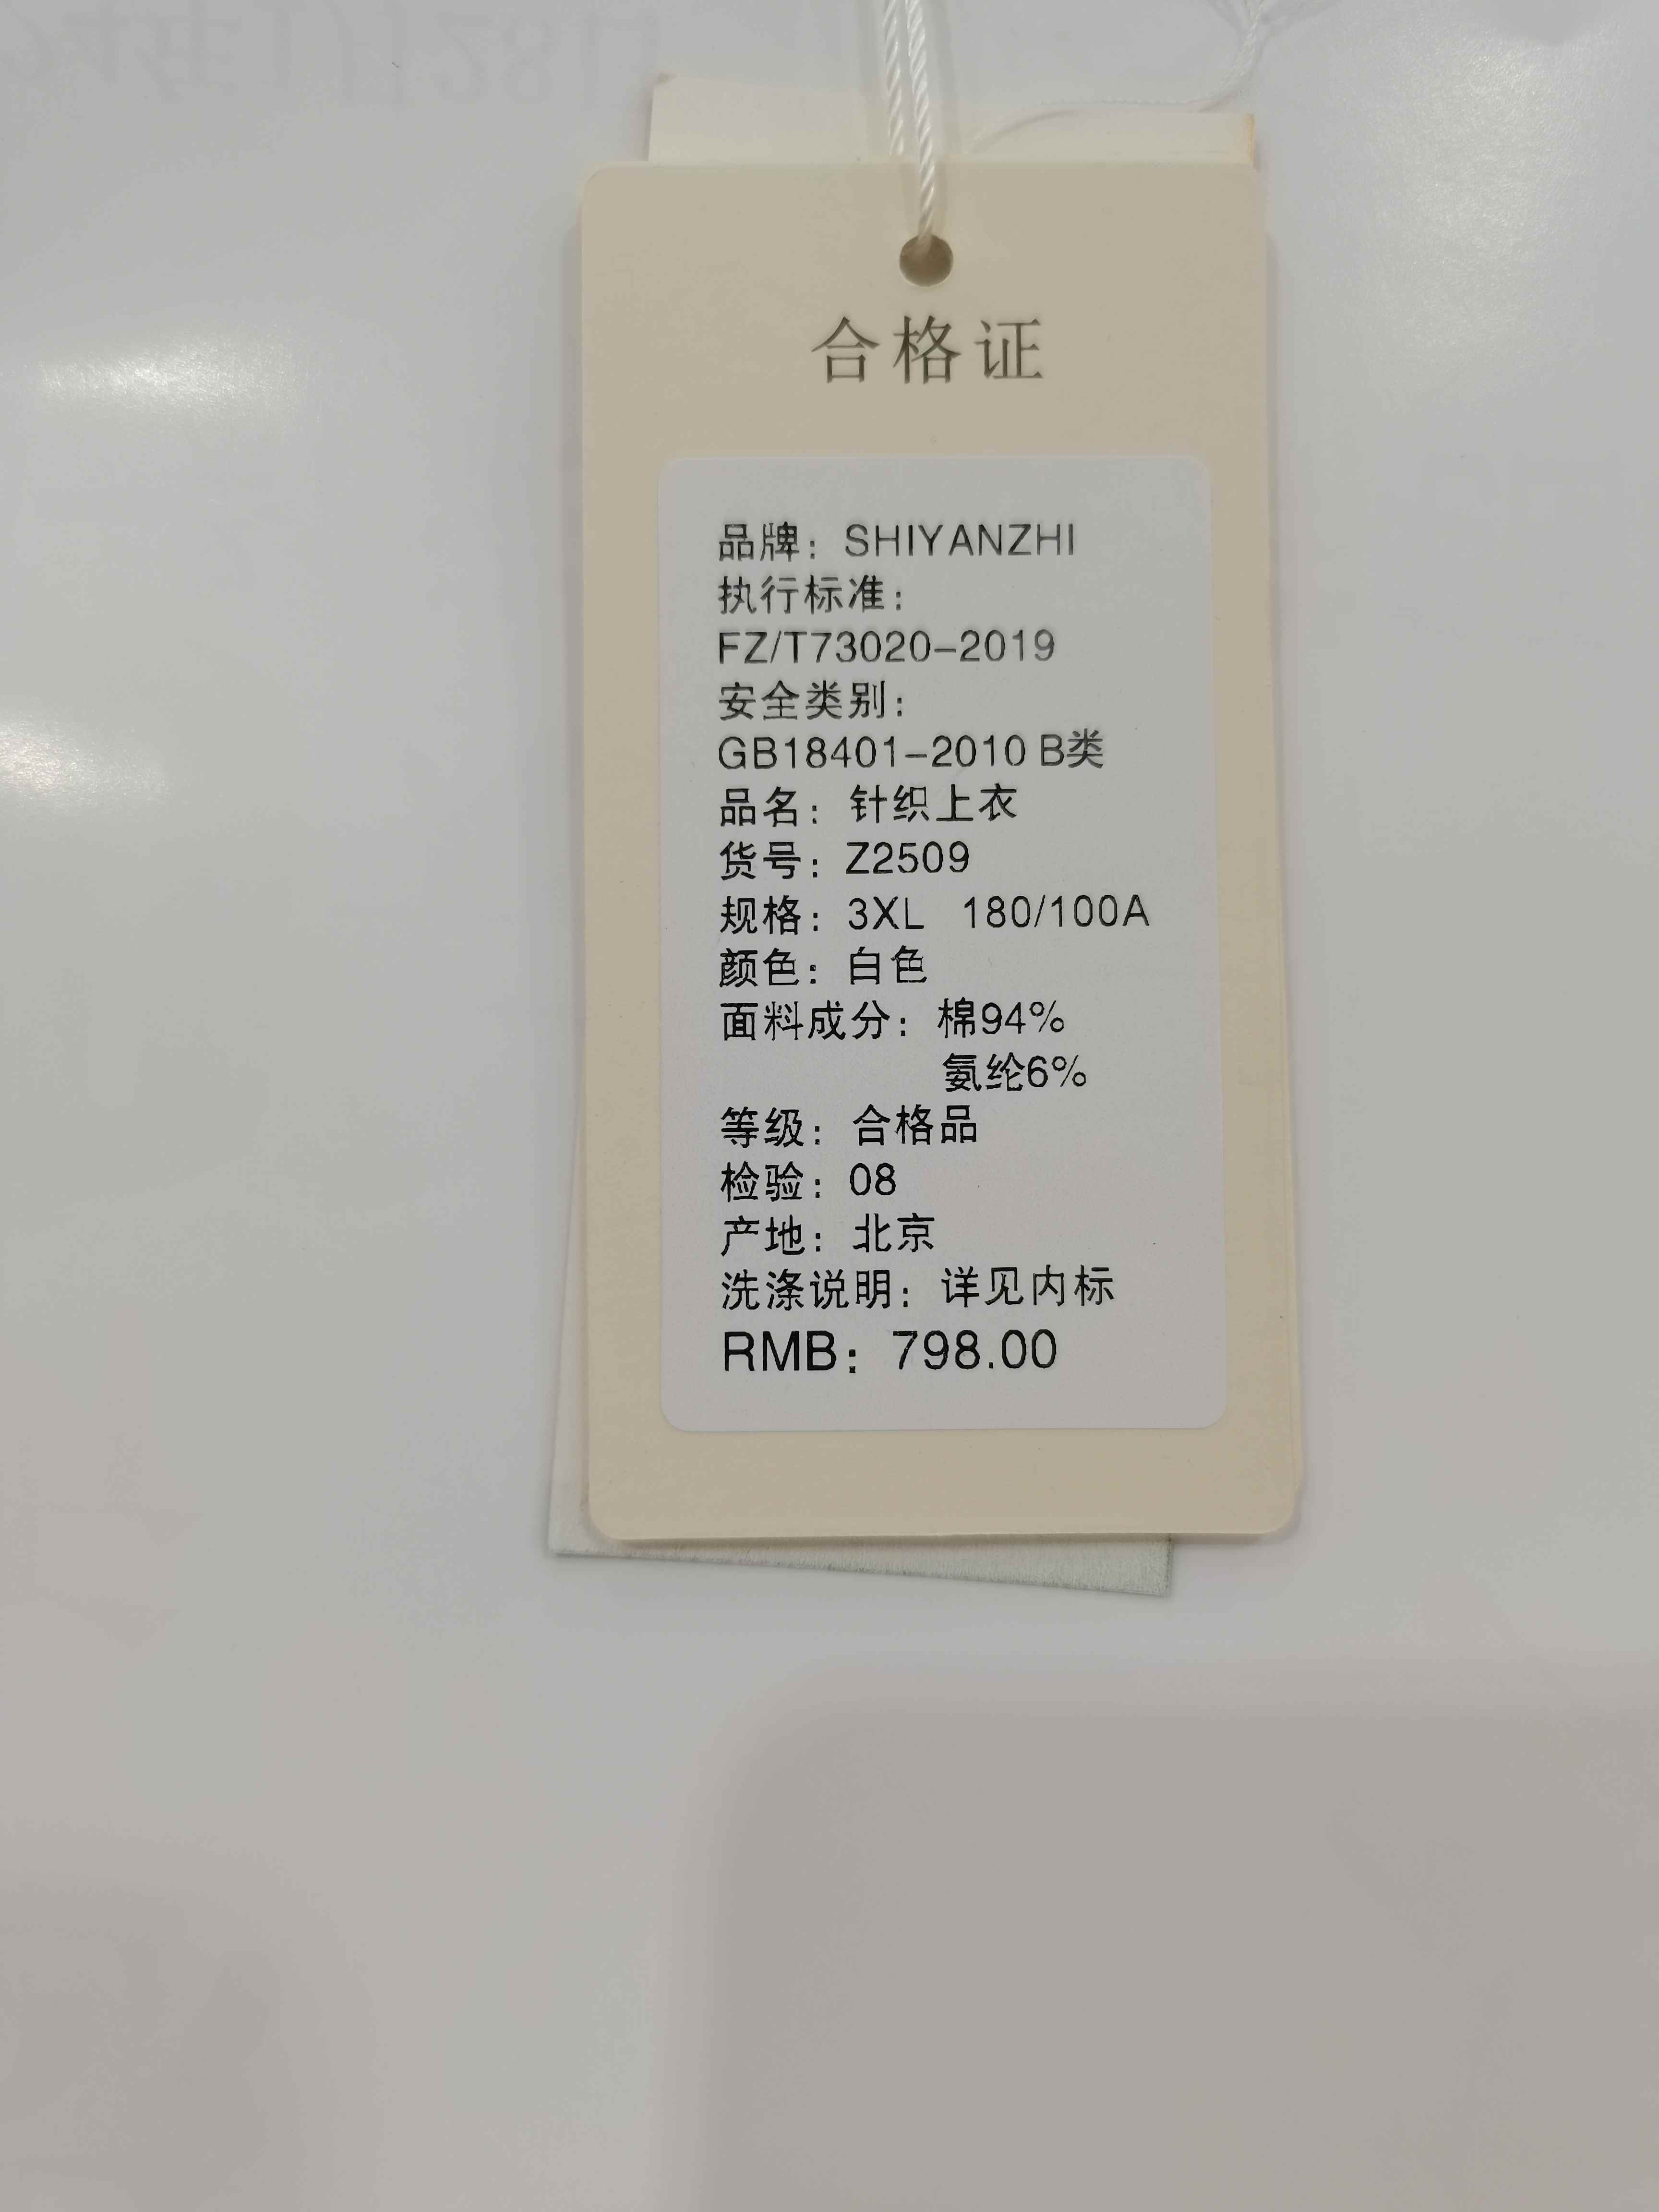 合格证
品牌：SHIYANZHI
执行标准：
FZ/T73020-2019
安全类别：
GB18401-2010 B类
品名：针织上衣
货号：Z2509
规格：3XL 180/100A
颜色：白色
面料成分：棉94%
氨纶6%
等级：合格品
检验：08
产地：北京
洗涤说明：详见内标
RMB：798.00